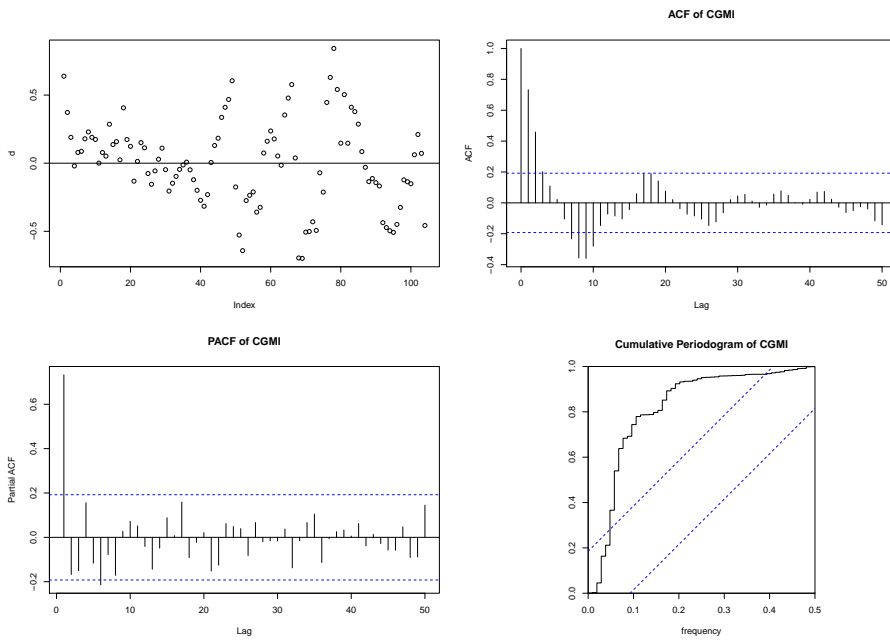 0.5
0.0
−0.5
d
0 20 40 60 80 100
Index
ACF of CGMI
1.0
0.8
0.6
0.4
0.2
0.0
−0.2
−0.4
ACF
0 10 20 30 40 50
Lag
PACF of CGMI
0.6
0.4
0.2
0.0
−0.2
Partial ACF
0 10 20 30 40 50
Lag
Cumulative Periodogram of CGMI
1.0
0.8
0.6
0.4
0.2
0.0
0.0 0.1 0.2 0.3 0.4 0.5
frequency